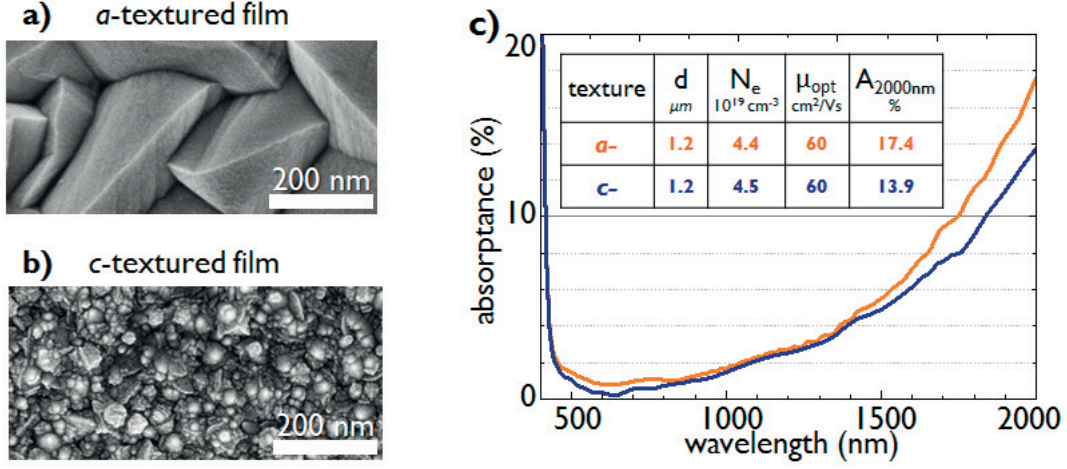 a) a-textured film
200 nm
b) c-textured film
200 nm
c)
absorptance (%)
20
10
0
texture d Nₑ μopt A2000nm
μm 10¹⁹ cm⁻³ cm²/Vs %
a– 1.2 4.4 60 17.4
c– 1.2 4.5 60 13.9
500 1000 1500 2000
wavelength (nm)